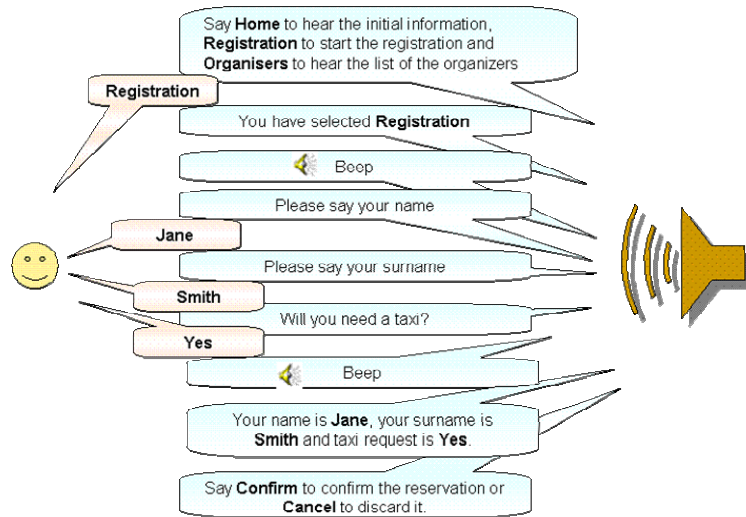 Say Home to hear the initial information,
Registration to start the registration and
Organisers to hear the list of the organizers
Registration
You have selected Registration
Beep
Please say your name
Jane
Please say your surname
Smith
Will you need a taxi?
Yes
Beep
Your name is Jane, your surname is
Smith and taxi request is Yes.
Say Confirm to confirm the reservation or
Cancel to discard it.